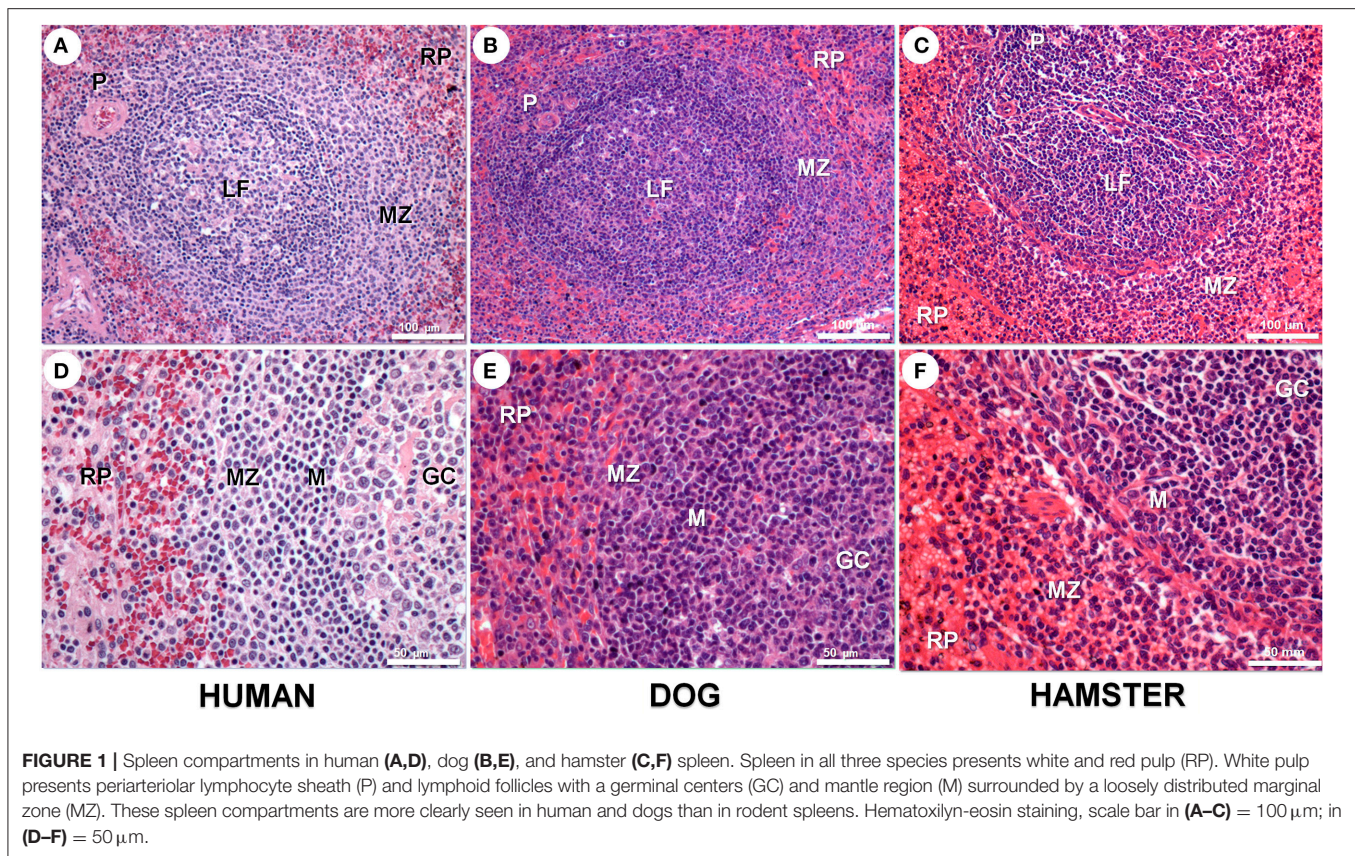 A
P
RP
LF
MZ
100 µm
B
P
RP
LF
MZ
100 µm
C
P
LF
MZ
RP
100 µm
D
RP
MZ
M
GC
50 µm
E
RP
MZ
M
GC
50 µm
F
GC
M
MZ
RP
50 mm
HUMAN
DOG
HAMSTER
FIGURE 1 | Spleen compartments in human (A,D), dog (B,E), and hamster (C,F) spleen. Spleen in all three species presents white and red pulp (RP). White pulp
presents periarteriolar lymphocyte sheath (P) and lymphoid follicles with a germinal centers (GC) and mantle region (M) surrounded by a loosely distributed marginal
zone (MZ). These spleen compartments are more clearly seen in human and dogs than in rodent spleens. Hematoxilyn-eosin staining, scale bar in (A–C) = 100 µm; in
(D–F) = 50 µm.